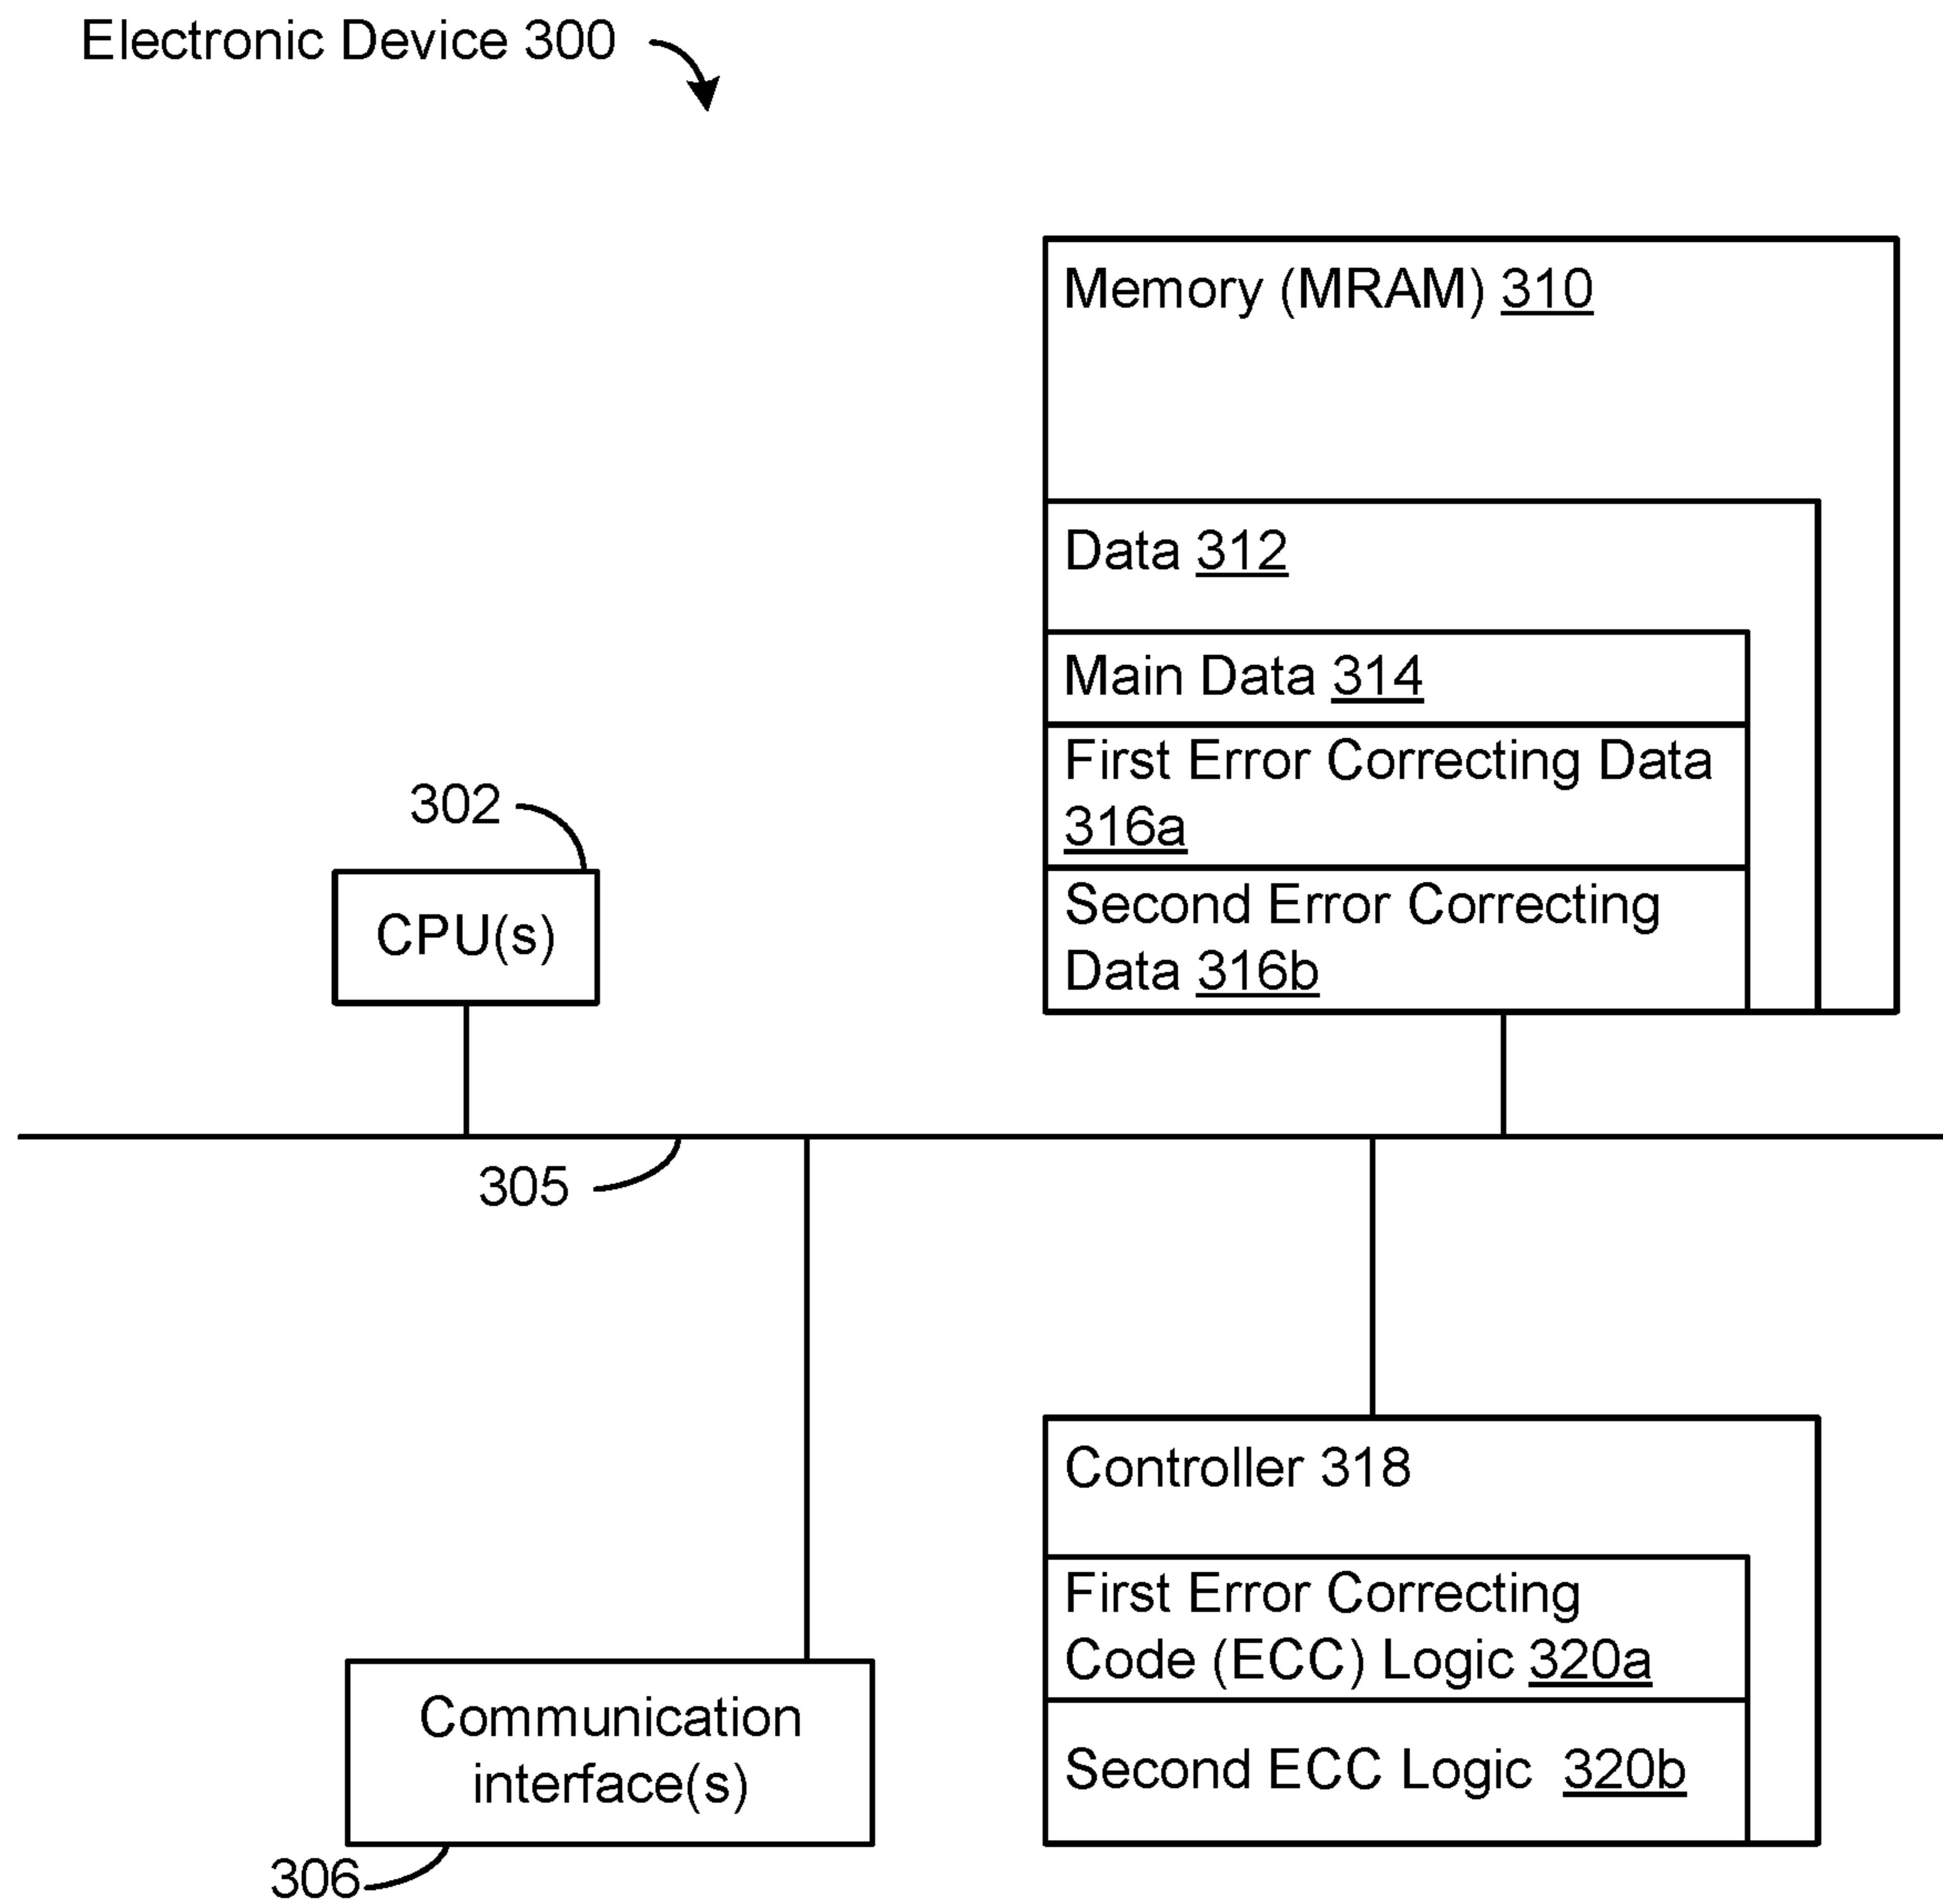 Electronic Device 300
Memory (MRAM) 310
Data 312
Main Data 314
First Error Correcting Data
316a
Second Error Correcting
Data 316b
302
CPU(s)
305
Controller 318
First Error Correcting
Code (ECC) Logic 320a
Second ECC Logic 320b
Communication
interface(s)
306